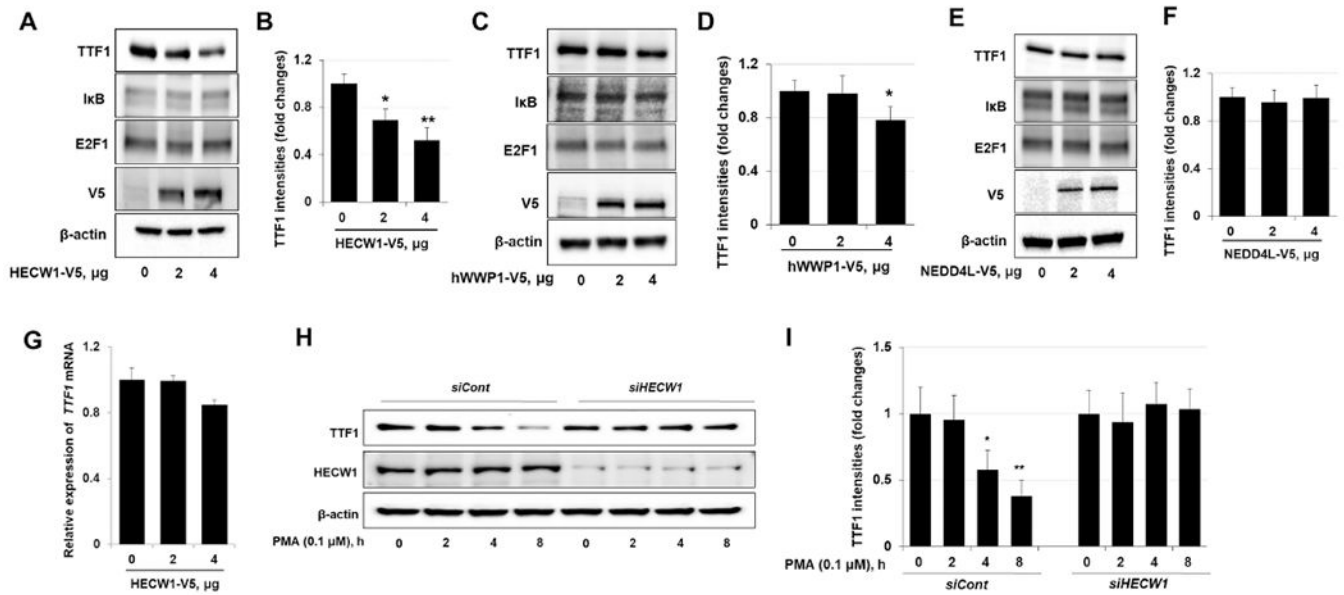 A
TTF1
IκB
E2F1
V5
β-actin
HECW1-V5, μg 0 2 4
B
TTF1 intensities (fold changes)
1.2
0.8
0.4
0
* **
0 2 4
HECW1-V5, μg
C
TTF1
IκB
E2F1
V5
β-actin
hWWP1-V5, μg 0 2 4
D
TTF1 intensities (fold changes)
1.2
0.8
0.4
0
*
0 2 4
hWWP1-V5, μg
E
TTF1
IκB
E2F1
V5
β-actin
NEDD4L-V5, μg 0 2 4
F
TTF1 intensities (fold changes)
1.2
0.8
0.4
0
0 2 4
NEDD4L-V5, μg
G
Relative expression of TTF1 mRNA
1.2
0.8
0.4
0
0 2 4
HECW1-V5, μg
H
siCont siHECW1
TTF1
HECW1
β-actin
PMA (0.1 μM), h 0 2 4 8 0 2 4 8
I
TTF1 intensities (fold changes)
1.5
1
0.5
0
* **
PMA (0.1 μM), h 0 2 4 8 0 2 4 8
siCont siHECW1